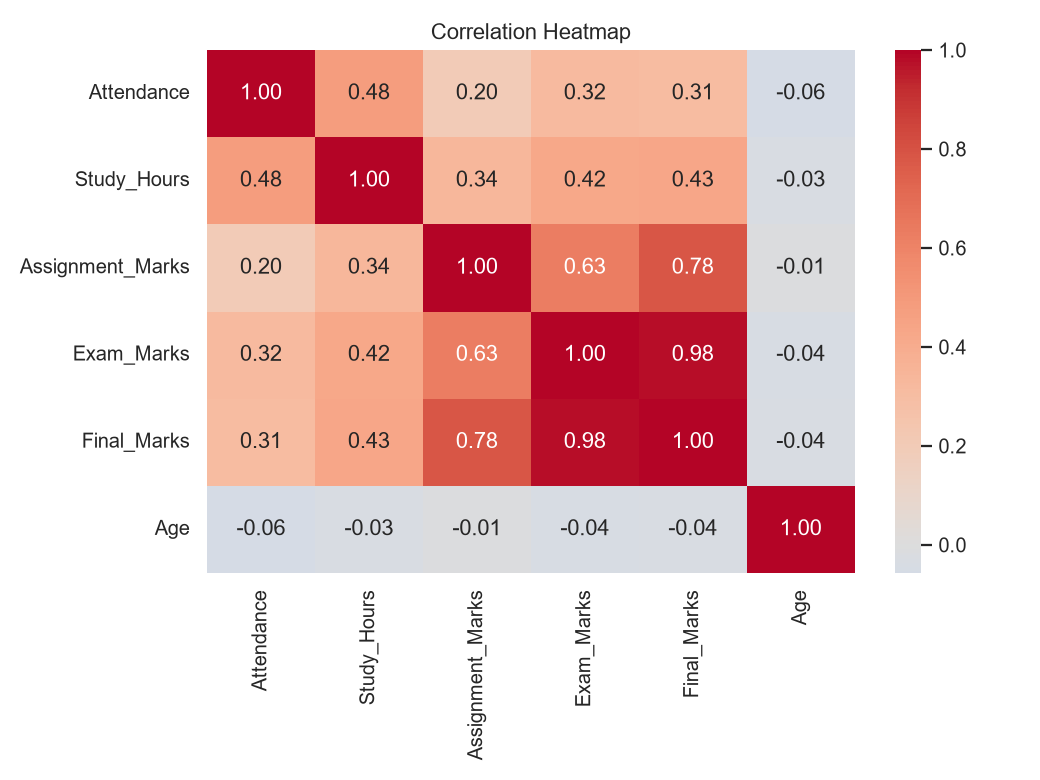 Correlation Heatmap
Attendance 1.00 0.48 0.20 0.32 0.31 -0.06
Study_Hours 0.48 1.00 0.34 0.42 0.43 -0.03
Assignment_Marks 0.20 0.34 1.00 0.63 0.78 -0.01
Exam_Marks 0.32 0.42 0.63 1.00 0.98 -0.04
Final_Marks 0.31 0.43 0.78 0.98 1.00 -0.04
Age -0.06 -0.03 -0.01 -0.04 -0.04 1.00
Attendance
Study_Hours
Assignment_Marks
Exam_Marks
Final_Marks
Age
1.0
0.8
0.6
0.4
0.2
0.0